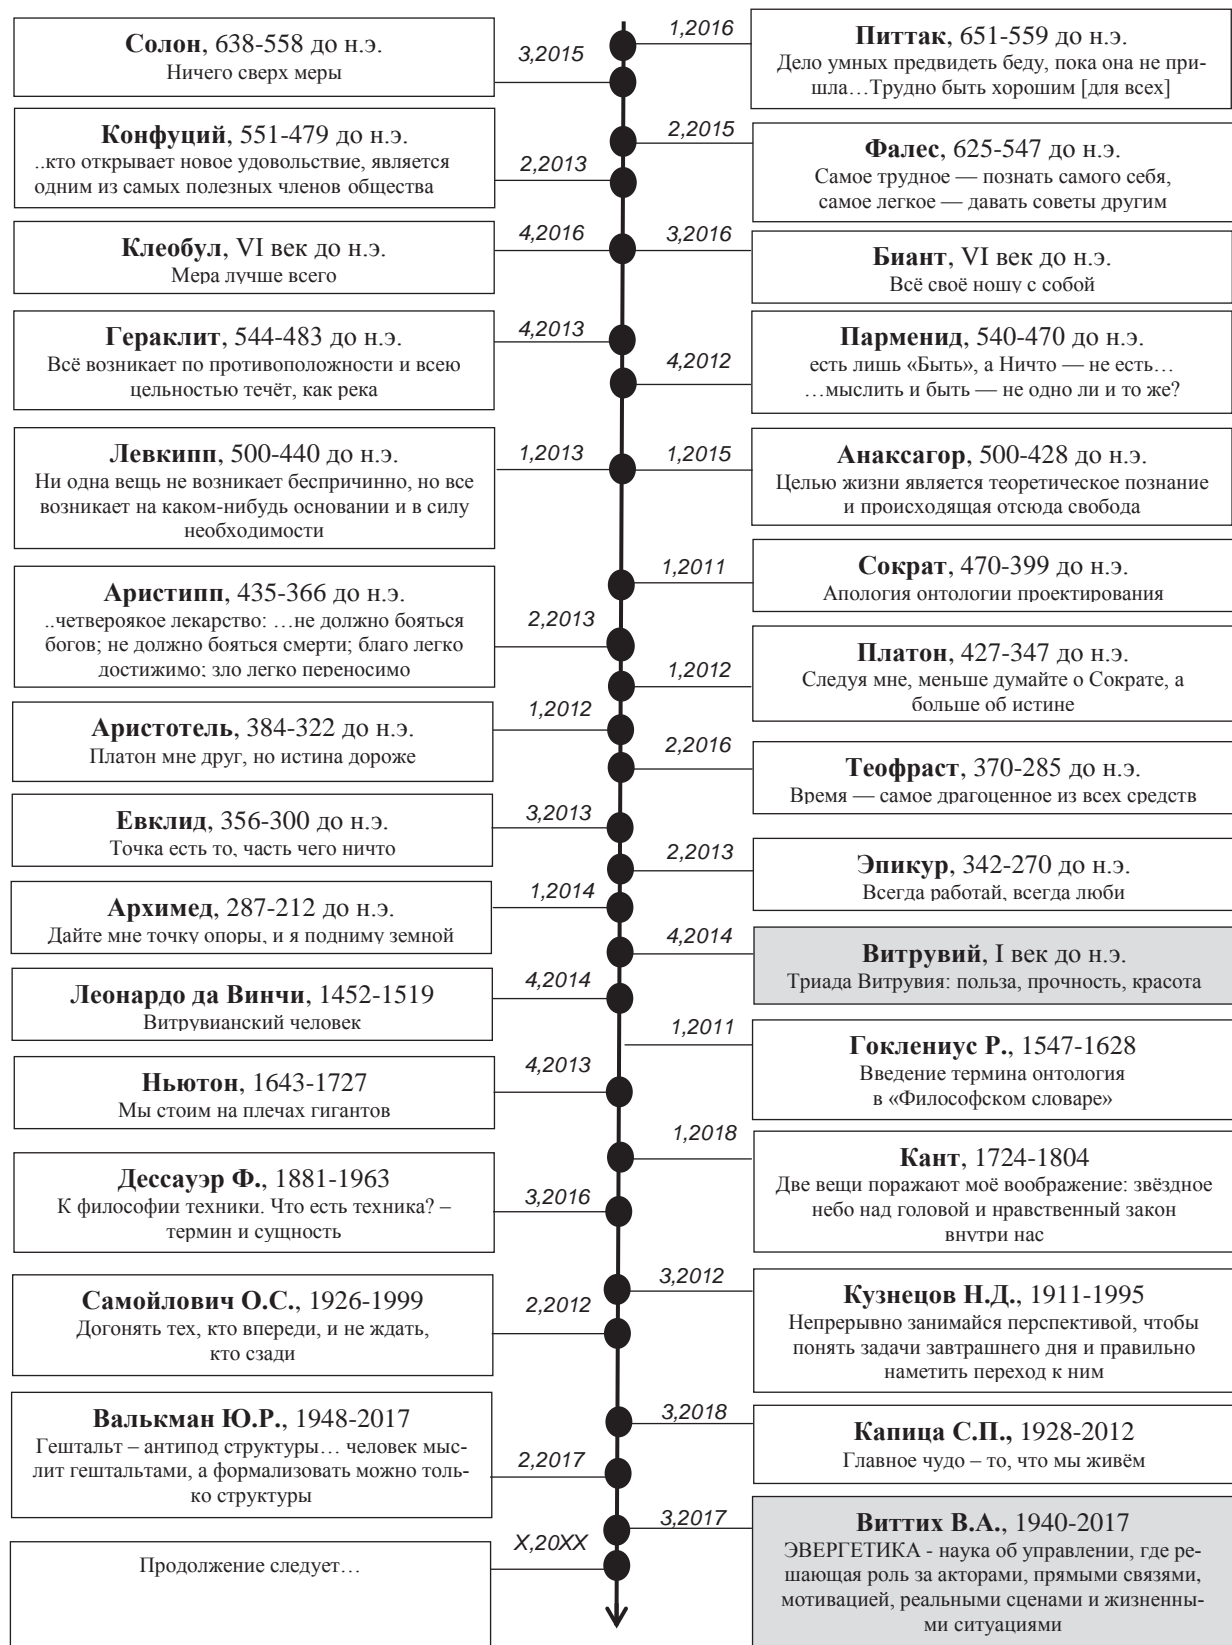 Солон, 638-558 до н.э.
Ничего сверх меры
3,2015
1,2016
Питтак, 651-559 до н.э.
Дело умных предвидеть беду, пока она не при-
шла…Трудно быть хорошим [для всех]
Конфуций, 551-479 до н.э.
..кто открывает новое удовольствие, является
одним из самых полезных членов общества
2,2013
2,2015
Фалес, 625-547 до н.э.
Самое трудное — познать самого себя,
самое легкое — давать советы другим
Клеобул, VI век до н.э.
Мера лучше всего
4,2016
3,2016
Биант, VI век до н.э.
Всё своё ношу с собой
Гераклит, 544-483 до н.э.
Всё возникает по противоположности и всею
цельностью течёт, как река
4,2013
4,2012
Парменид, 540-470 до н.э.
есть лишь «Быть», а Ничто — не есть…
…мыслить и быть — не одно ли и то же?
Левкипп, 500-440 до н.э.
Ни одна вещь не возникает беспричинно, но все
возникает на каком-нибудь основании и в силу
необходимости
1,2013
1,2015
Анаксагор, 500-428 до н.э.
Целью жизни является теоретическое познание
и происходящая отсюда свобода
1,2011
Сократ, 470-399 до н.э.
Апология онтологии проектирования
Аристипп, 435-366 до н.э.
..четвероякое лекарство: …не должно бояться
богов; не должно бояться смерти; благо легко
достижимо; зло легко переносимо
2,2013
1,2012
Платон, 427-347 до н.э.
Следуя мне, меньше думайте о Сократе, а
больше об истине
Аристотель, 384-322 до н.э.
Платон мне друг, но истина дороже
1,2012
2,2016
Теофраст, 370-285 до н.э.
Время — самое драгоценное из всех средств
Евклид, 356-300 до н.э.
Точка есть то, часть чего ничто
3,2013
2,2013
Эпикур, 342-270 до н.э.
Всегда работай, всегда люби
Архимед, 287-212 до н.э.
Дайте мне точку опоры, и я подниму земной
1,2014
4,2014
Витрувий, I век до н.э.
Триада Витрувия: польза, прочность, красота
Леонардо да Винчи, 1452-1519
Витрувианский человек
4,2014
1,2011
Гоклениус Р., 1547-1628
Введение термина онтология
в «Философском словаре»
Ньютон, 1643-1727
Мы стоим на плечах гигантов
4,2013
1,2018
Кант, 1724-1804
Две вещи поражают моё воображение: звёздное
небо над головой и нравственный закон
внутри нас
Дессауэр Ф., 1881-1963
К философии техники. Что есть техника? –
термин и сущность
3,2016
3,2012
Кузнецов Н.Д., 1911-1995
Непрерывно занимайся перспективой, чтобы
понять задачи завтрашнего дня и правильно
наметить переход к ним
Самойлович О.С., 1926-1999
Догонять тех, кто впереди, и не ждать,
кто сзади
2,2012
3,2018
Капица С.П., 1928-2012
Главное чудо – то, что мы живём
Валькман Ю.Р., 1948-2017
Гештальт – антипод структуры… человек мыс-
лит гештальтами, а формализовать можно толь-
ко структуры
2,2017
3,2017
Виттих В.А., 1940-2017
ЭВЕРГЕТИКА - наука об управлении, где ре-
шающая роль за акторами, прямыми связями,
мотивацией, реальными сценами и жизненны-
ми ситуациями
X,20XX
Продолжение следует…